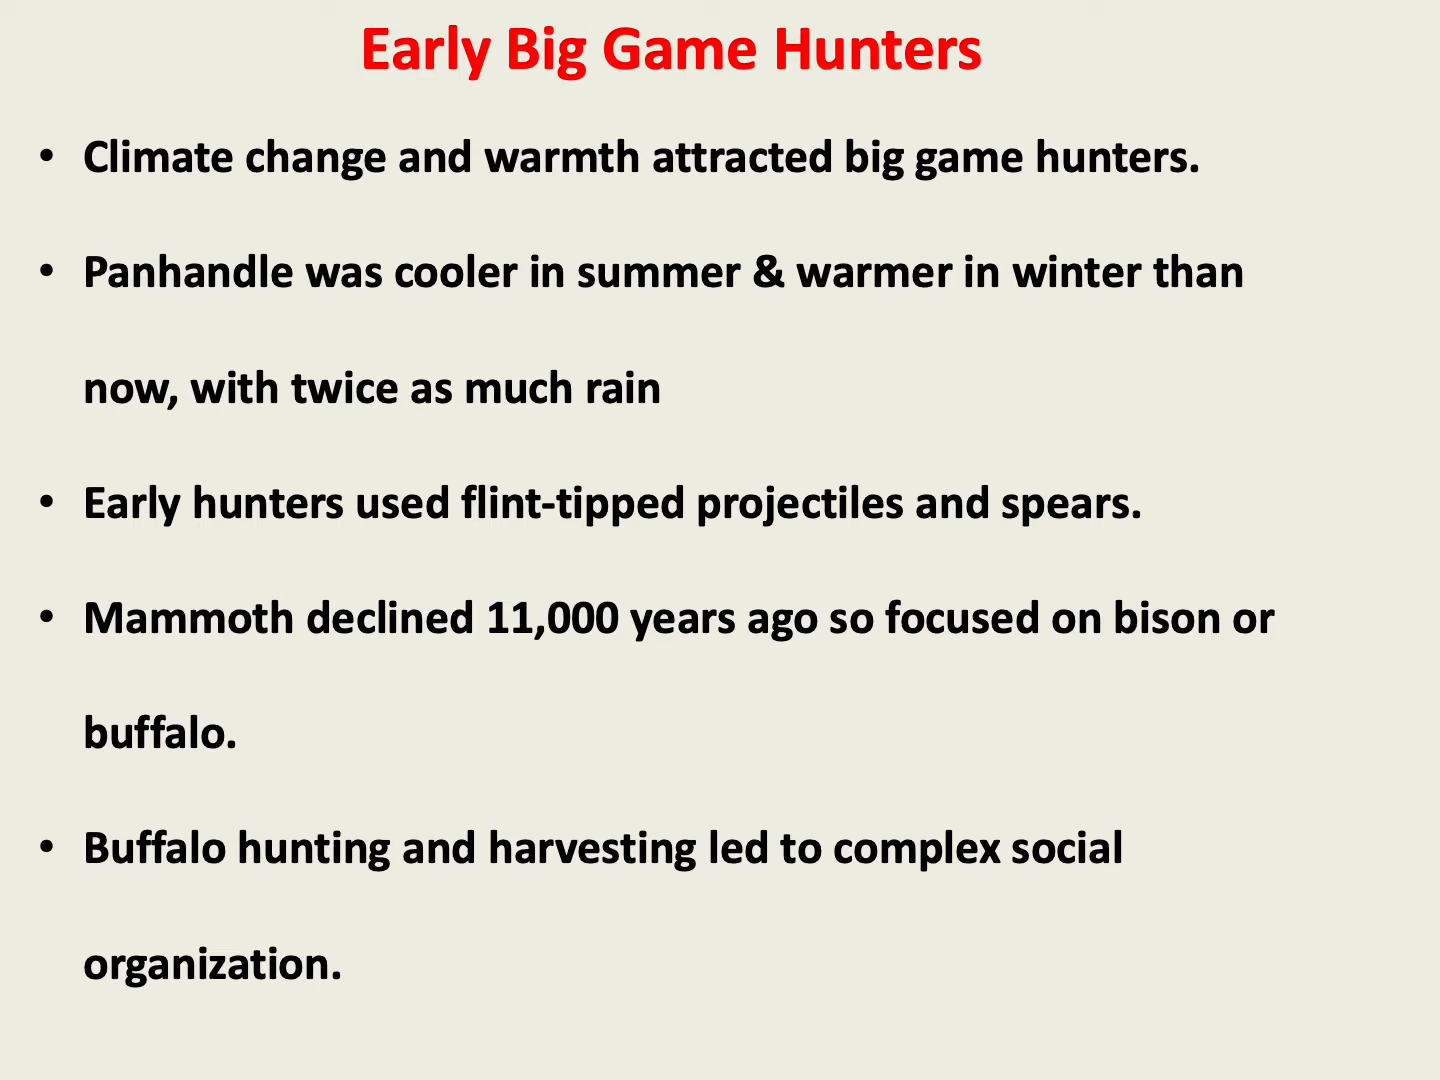 Early Big Game Hunters
• Climate change and warmth attracted big game hunters.
• Panhandle was cooler in summer & warmer in winter than
now, with twice as much rain
• Early hunters used flint-tipped projectiles and spears.
• Mammoth declined 11,000 years ago so focused on bison or
buffalo.
• Buffalo hunting and harvesting led to complex social
organization.